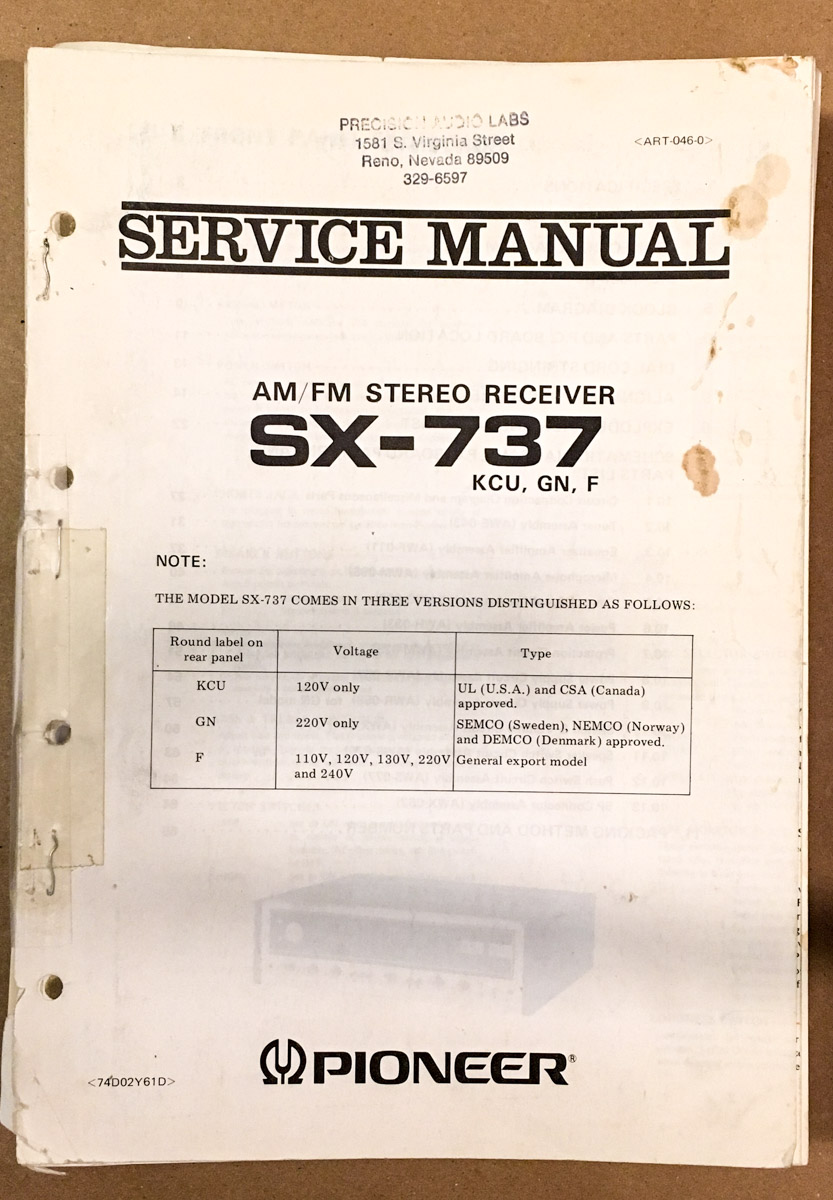 PRECISION AUDIO LABS
1581 S. Virginia Street
Reno, Nevada 89509
329-6597
<ART-046-0>
SERVICE MANUAL
AM/FM STEREO RECEIVER
SX-737
KCU, GN, F
NOTE:
THE MODEL SX-737 COMES IN THREE VERSIONS DISTINGUISHED AS FOLLOWS:
Round label on rear panel Voltage Type
KCU 120V only UL (U.S.A.) and CSA (Canada) approved.
GN 220V only SEMCO (Sweden), NEMCO (Norway) and DEMCO (Denmark) approved.
F 110V, 120V, 130V, 220V and 240V General export model
PIONEER®
<74D02Y61D>